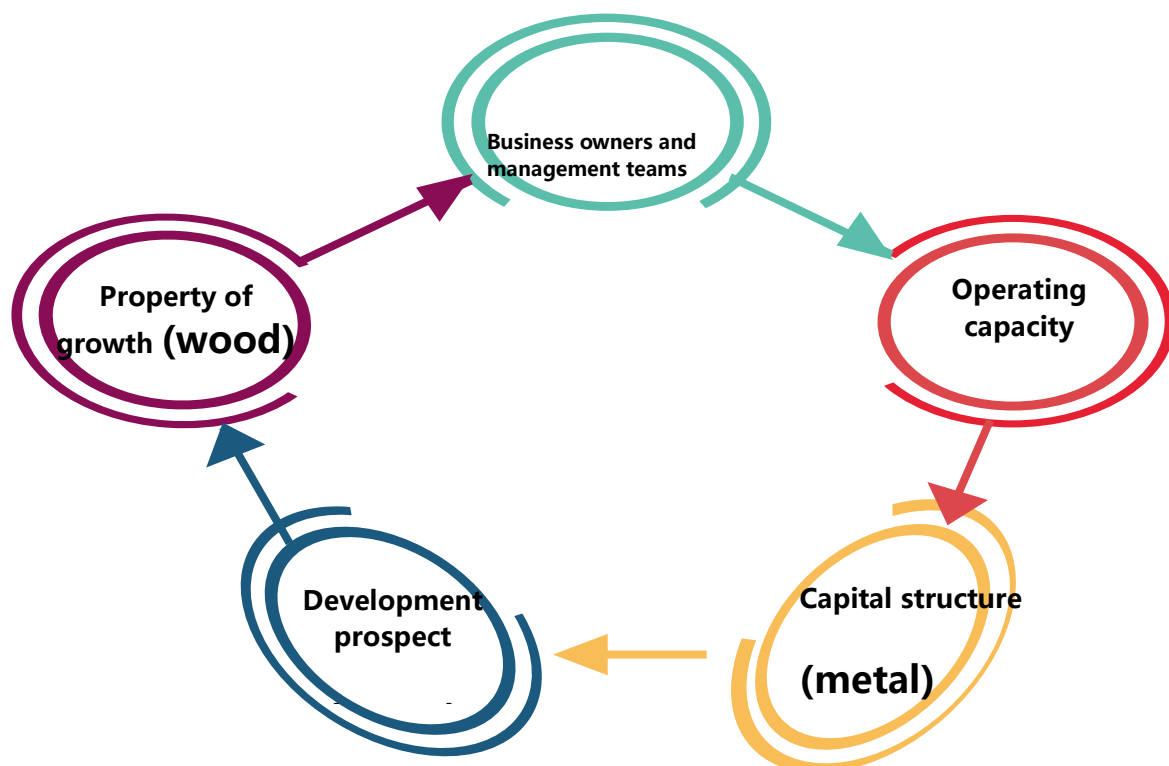 Business owners and
management teams
Property of
growth (wood)
Operating
capacity
Capital structure
(metal)
Development
prospect